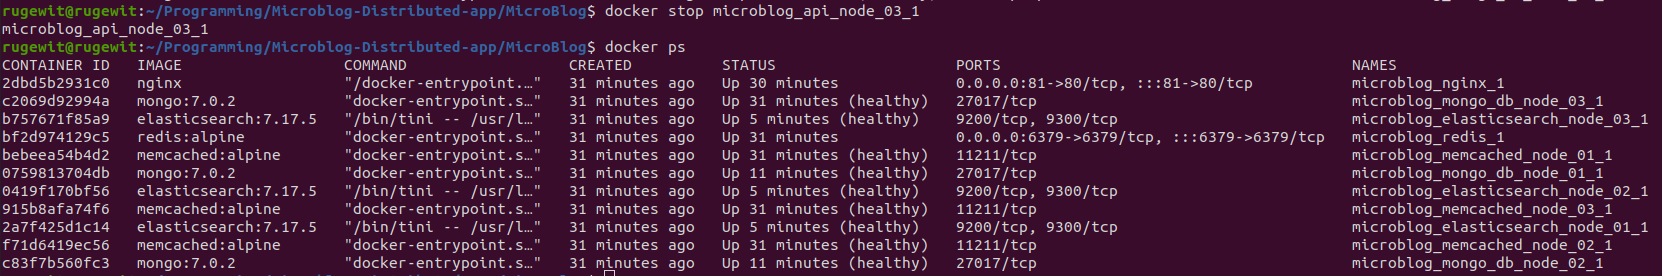 rugewit@rugewit:~/Programming/Microblog-Distributed-app/MicroBlog$ docker stop microblog_api_node_03_1
microblog_api_node_03_1
rugewit@rugewit:~/Programming/Microblog-Distributed-app/MicroBlog$ docker ps
CONTAINER ID   IMAGE                  COMMAND                  CREATED          STATUS                    PORTS                                       NAMES
2dbd5b2931c0   nginx                  "/docker-entrypoint.…"   31 minutes ago   Up 30 minutes             0.0.0.0:81->80/tcp, :::81->80/tcp           microblog_nginx_1
c2069d92994a   mongo:7.0.2            "docker-entrypoint.s…"   31 minutes ago   Up 31 minutes (healthy)   27017/tcp                                   microblog_mongo_db_node_03_1
b757671f85a9   elasticsearch:7.17.5   "/bin/tini -- /usr/l…"   31 minutes ago   Up 5 minutes (healthy)    9200/tcp, 9300/tcp                          microblog_elasticsearch_node_03_1
bf2d974129c5   redis:alpine           "docker-entrypoint.s…"   31 minutes ago   Up 31 minutes             0.0.0.0:6379->6379/tcp, :::6379->6379/tcp   microblog_redis_1
bebeea54b4d2   memcached:alpine       "docker-entrypoint.s…"   31 minutes ago   Up 31 minutes (healthy)   11211/tcp                                   microblog_memcached_node_01_1
0759813704db   mongo:7.0.2            "docker-entrypoint.s…"   31 minutes ago   Up 11 minutes (healthy)   27017/tcp                                   microblog_mongo_db_node_01_1
0419f170bf56   elasticsearch:7.17.5   "/bin/tini -- /usr/l…"   31 minutes ago   Up 5 minutes (healthy)    9200/tcp, 9300/tcp                          microblog_elasticsearch_node_02_1
915b8afa74f6   memcached:alpine       "docker-entrypoint.s…"   31 minutes ago   Up 31 minutes (healthy)   11211/tcp                                   microblog_memcached_node_03_1
2a7f425d1c14   elasticsearch:7.17.5   "/bin/tini -- /usr/l…"   31 minutes ago   Up 5 minutes (healthy)    9200/tcp, 9300/tcp                          microblog_elasticsearch_node_01_1
f71d6419ec56   memcached:alpine       "docker-entrypoint.s…"   31 minutes ago   Up 31 minutes (healthy)   11211/tcp                                   microblog_memcached_node_02_1
c83f7b560fc3   mongo:7.0.2            "docker-entrypoint.s…"   31 minutes ago   Up 11 minutes (healthy)   27017/tcp                                   microblog_mongo_db_node_02_1